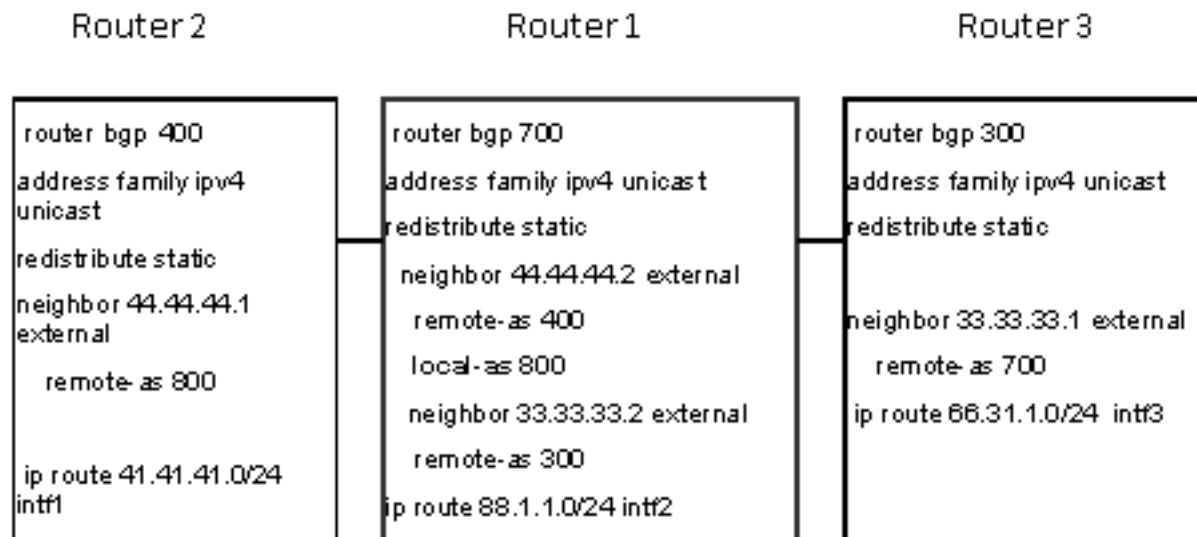 Router 2
Router 1
Router 3
router bgp 400
address family ipv4
unicast
redistribute static
neighbor 44.44.44.1
external
remote-as 800
ip route 41.41.41.0/24
intf1
router bgp 700
address family ipv4 unicast
redistribute static
neighbor 44.44.44.2 external
remote-as 400
local-as 800
neighbor 33.33.33.2 external
remote-as 300
ip route 88.1.1.0/24 intf2
router bgp 300
address family ipv4 unicast
redistribute static
neighbor 33.33.33.1 external
remote-as 700
ip route 66.31.1.0/24 intf3